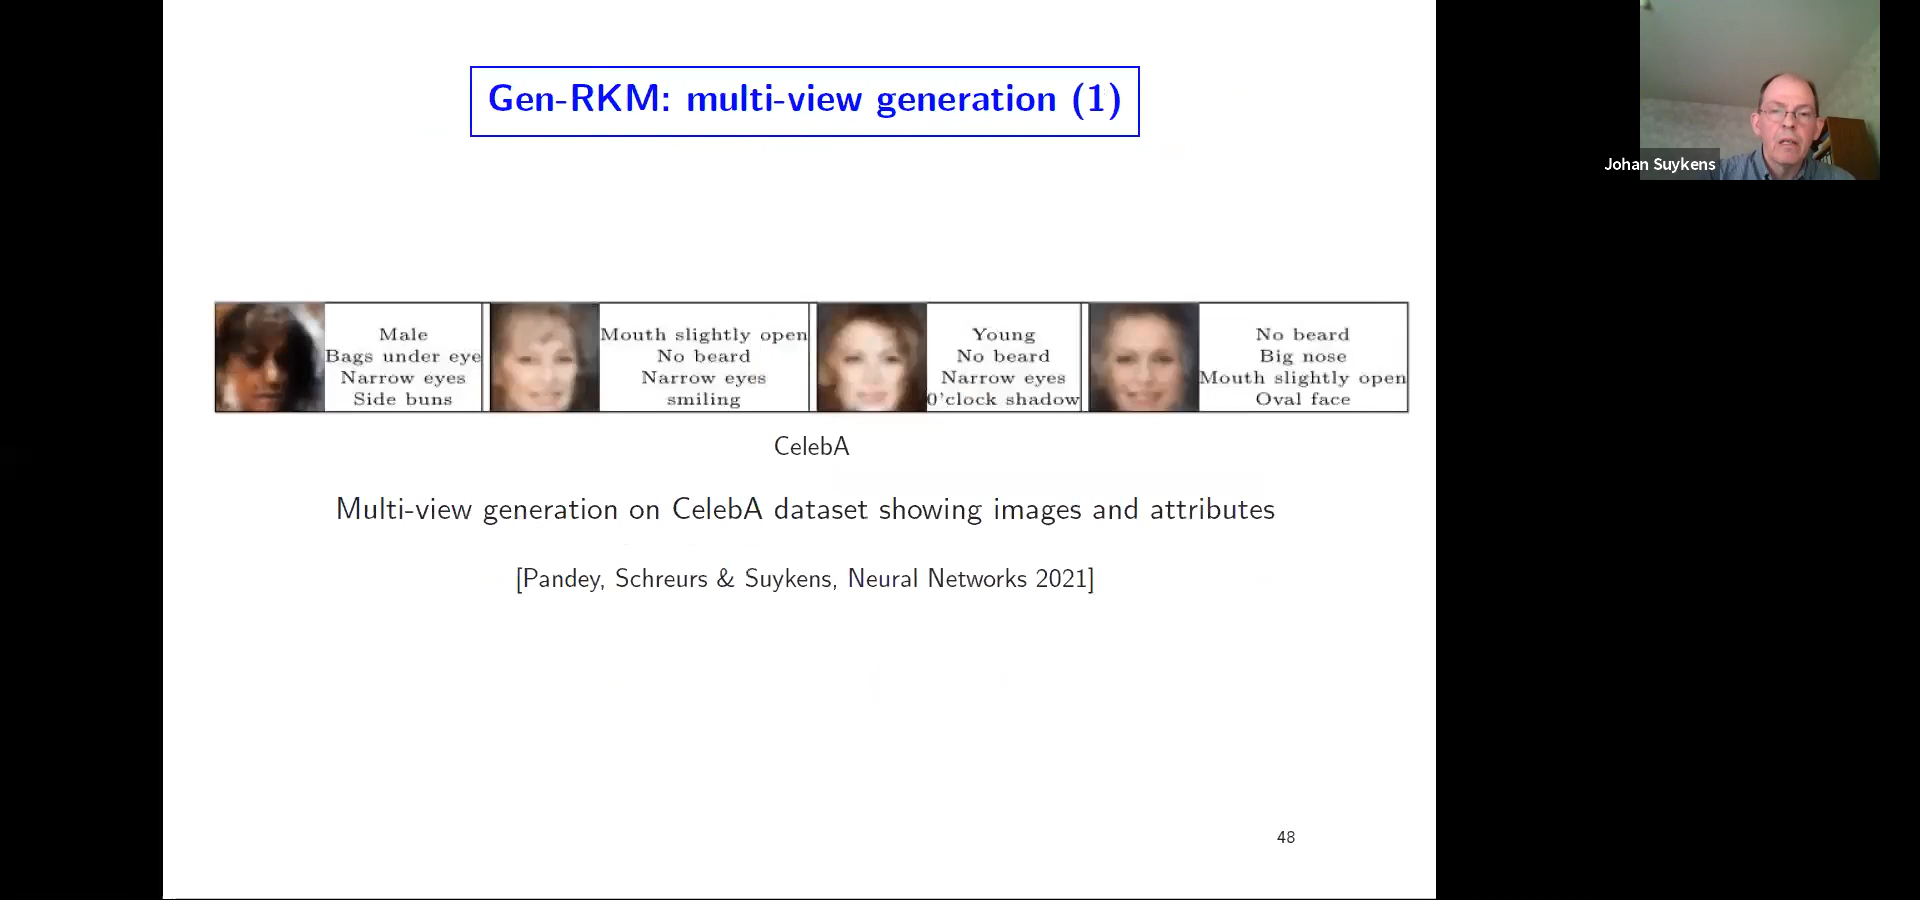 Gen-RKM: multi-view generation (1)
Johan Suykens
Male
Bags under eye
Narrow eyes
Side buns
Mouth slightly open
No beard
Narrow eyes
smiling
Young
No beard
Narrow eyes
0'clock shadow
No beard
Big nose
Mouth slightly open
Oval face
CelebA
Multi-view generation on CelebA dataset showing images and attributes
[Pandey, Schreurs & Suykens, Neural Networks 2021]
48